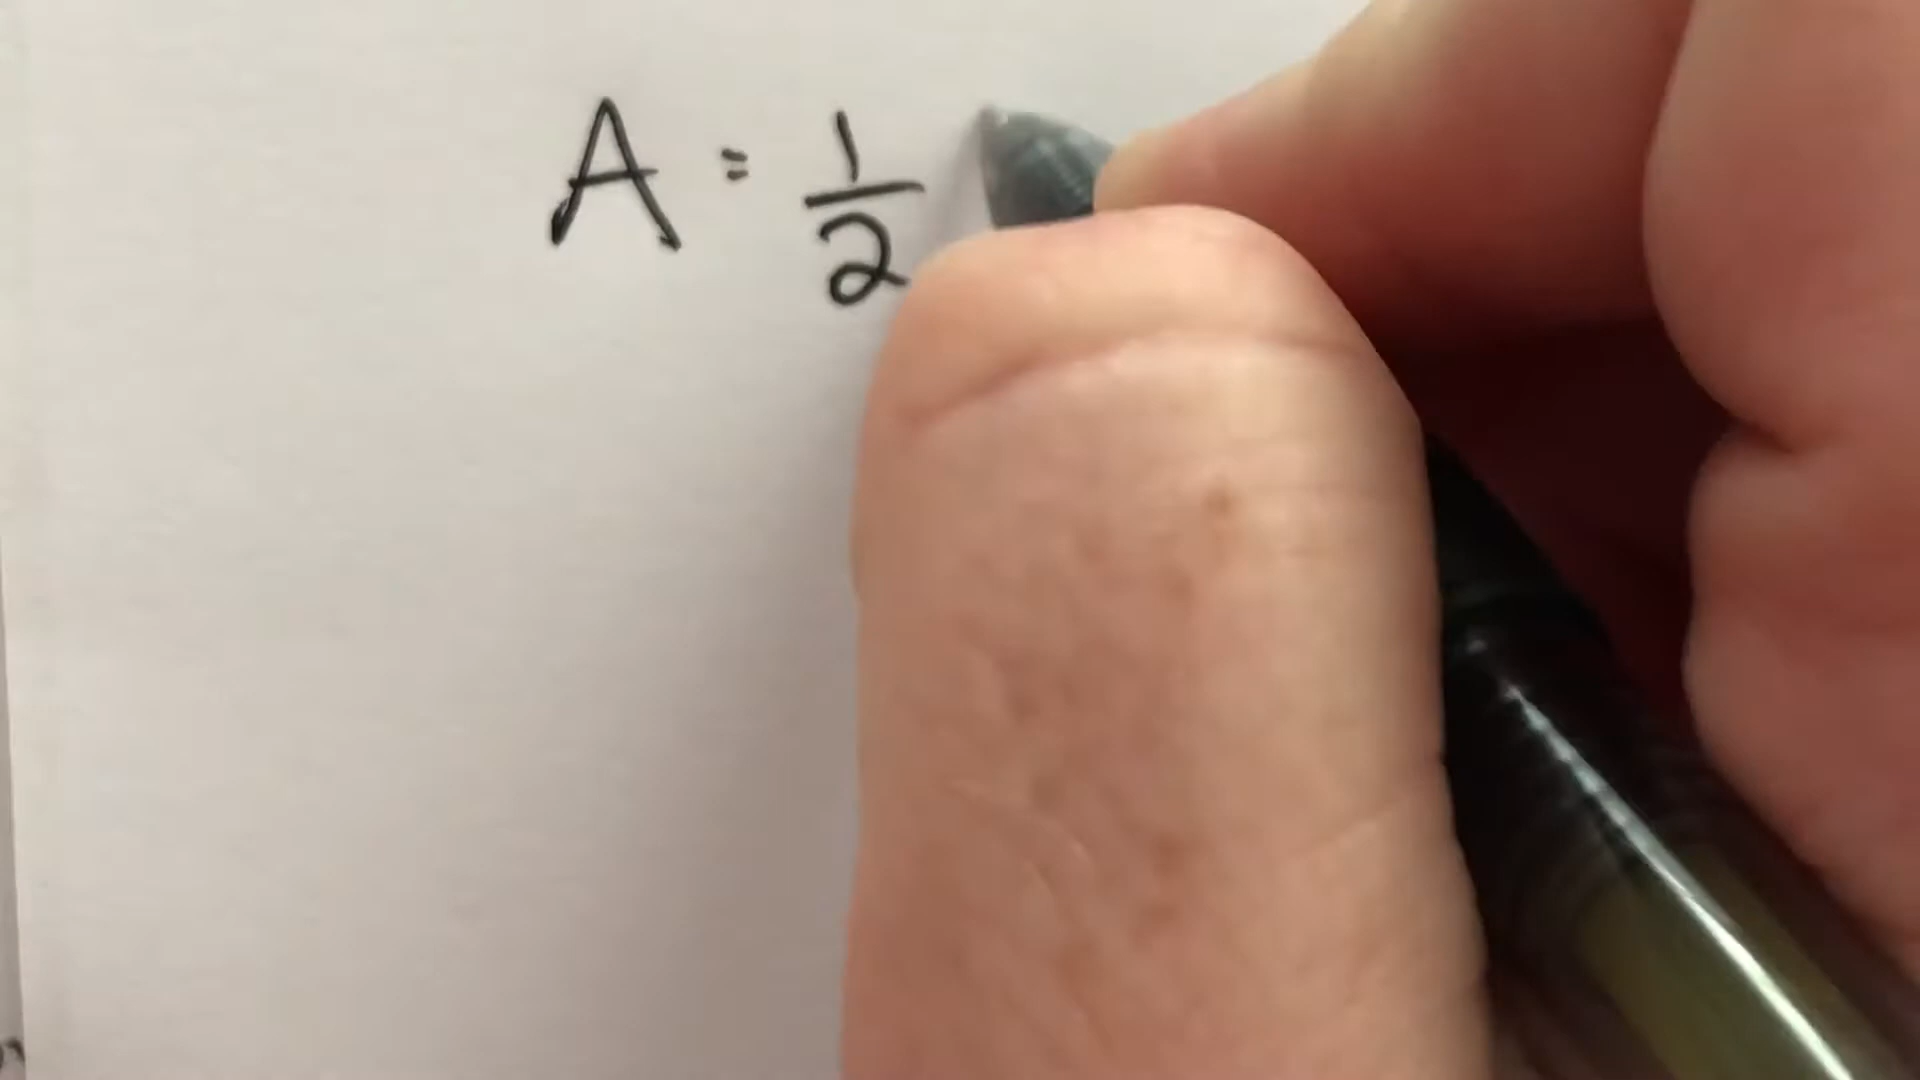 A = 1/2